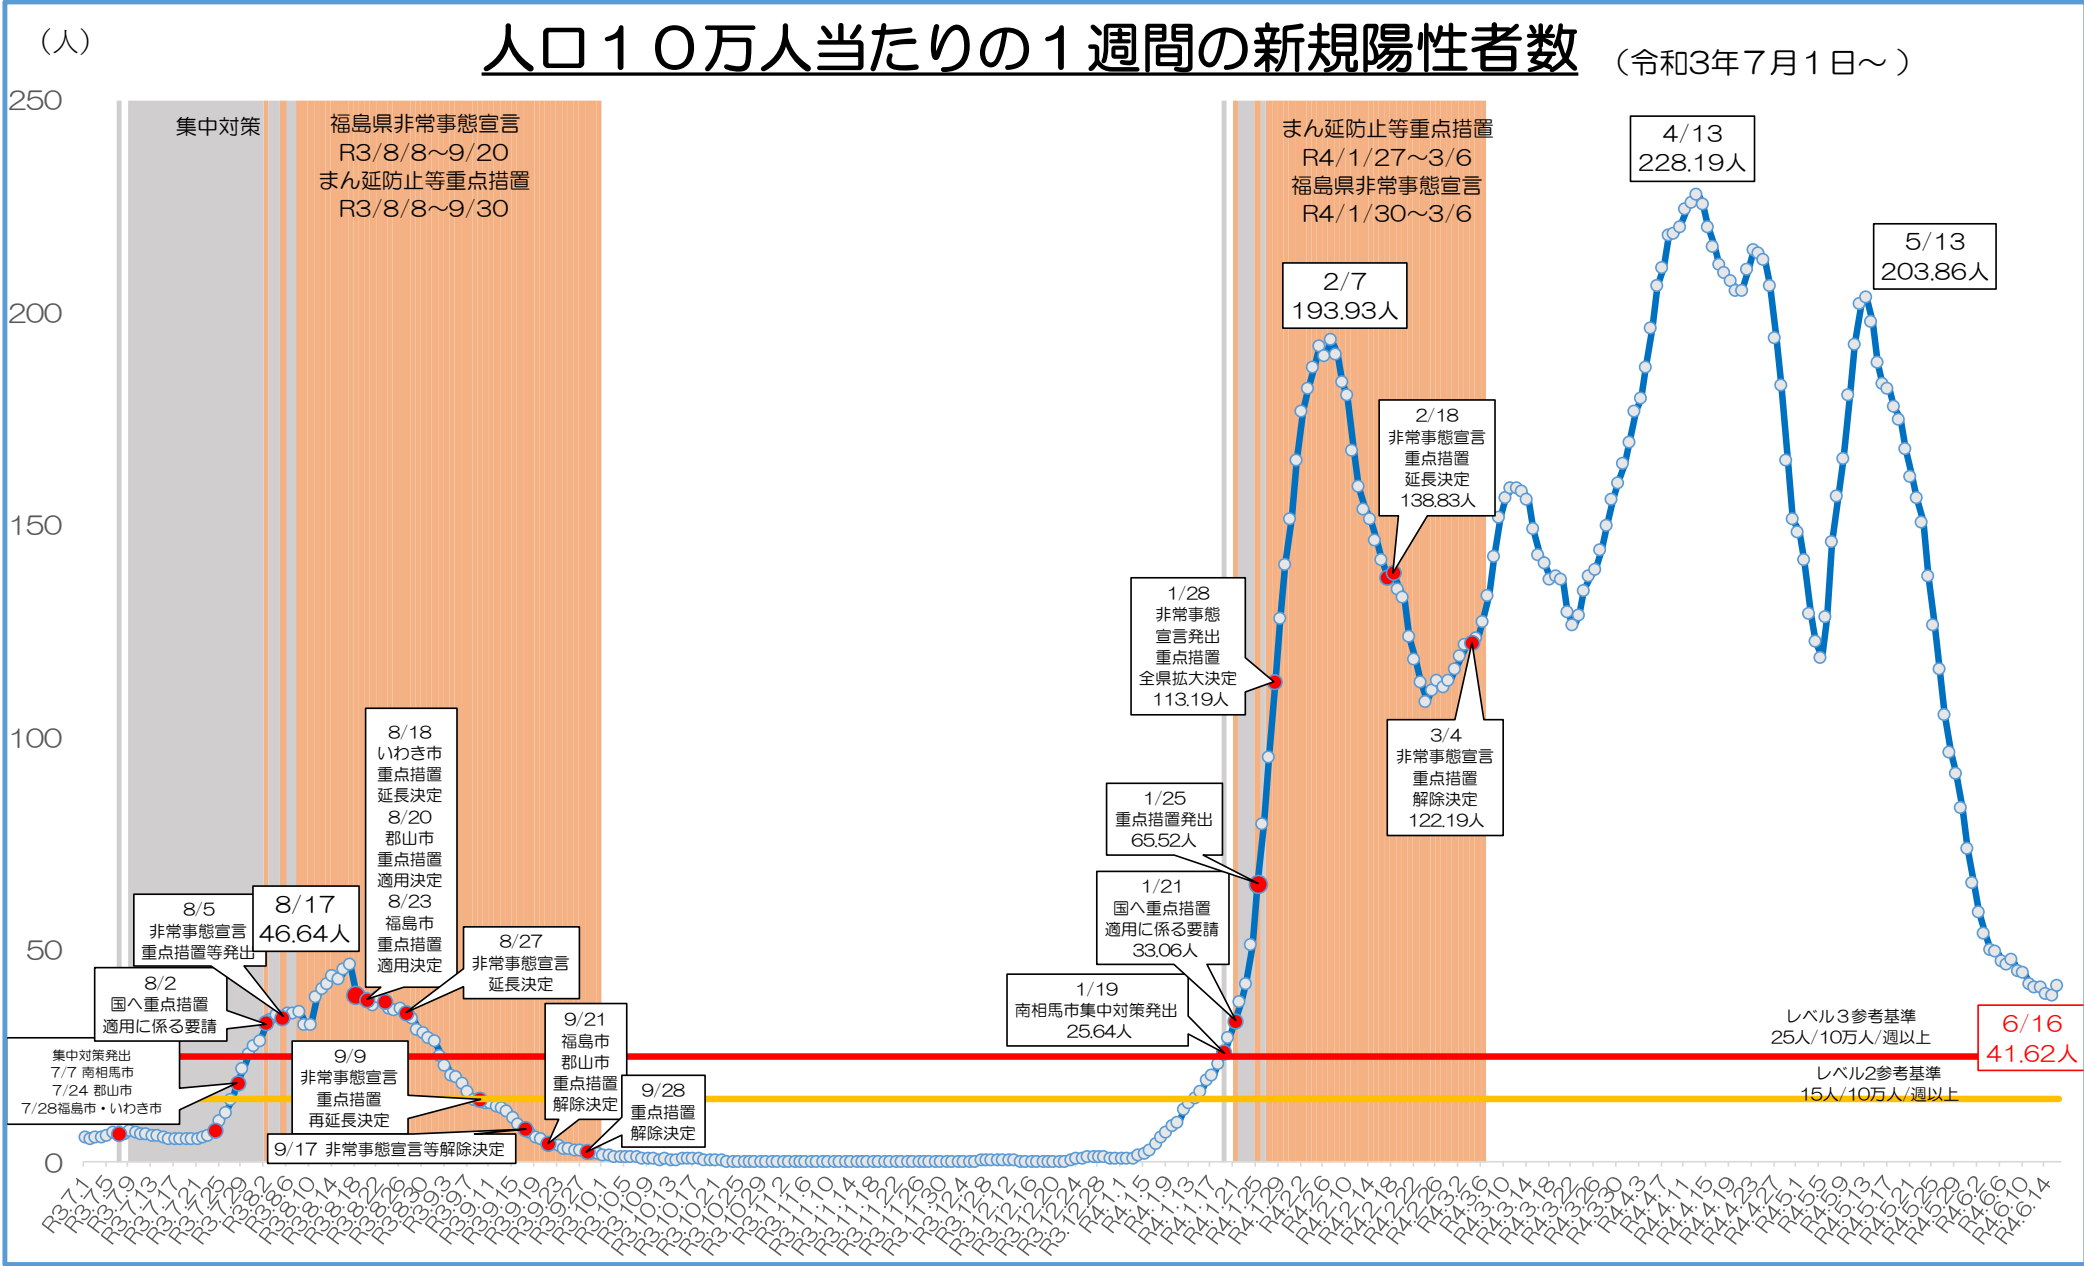 人口１０万人当たりの１週間の新規陽性者数
（令和3年７月１日～ ）
（人）
250
200
150
100
50
0
集中対策
福島県非常事態宣言
R3/8/8～9/20
まん延防止等重点措置
R3/8/8～9/30
まん延防止等重点措置
R4/1/27～3/6
福島県非常事態宣言
R4/1/30～3/6
集中対策発出
7/7 南相馬市
7/24 郡山市
7/28福島市・いわき市
8/2
国へ重点措置
適用に係る要請
8/5
非常事態宣言
重点措置等発出
8/17
46.64人
8/18
いわき市
重点措置
延長決定
8/20
郡山市
重点措置
適用決定
8/23
福島市
重点措置
適用決定
8/27
非常事態宣言
延長決定
9/9
非常事態宣言
重点措置
再延長決定
9/17 非常事態宣言等解除決定
9/21
福島市
郡山市
重点措置
解除決定
9/28
重点措置
解除決定
1/19
南相馬市集中対策発出
25.64人
1/21
国へ重点措置
適用に係る要請
33.06人
1/25
重点措置発出
65.52人
1/28
非常事態
宣言発出
重点措置
全県拡大決定
113.19人
2/7
193.93人
2/18
非常事態宣言
重点措置
延長決定
138.83人
3/4
非常事態宣言
重点措置
解除決定
122.19人
4/13
228.19人
5/13
203.86人
6/16
41.62人
レベル３参考基準
25人/10万人/週以上
レベル2参考基準
15人/10万人/週以上
R3.7.1
R3.7.5
R3.7.9
R3.7.13
R3.7.17
R3.7.21
R3.7.25
R3.7.29
R3.8.2
R3.8.6
R3.8.10
R3.8.14
R3.8.18
R3.8.22
R3.8.26
R3.8.30
R3.9.3
R3.9.7
R3.9.11
R3.9.15
R3.9.19
R3.9.23
R3.9.27
R3.10.1
R3.10.5
R3.10.9
R3.10.13
R3.10.17
R3.10.21
R3.10.25
R3.10.29
R3.11.2
R3.11.6
R3.11.10
R3.11.14
R3.11.18
R3.11.22
R3.11.26
R3.11.30
R3.12.4
R3.12.8
R3.12.12
R3.12.16
R3.12.20
R3.12.24
R3.12.28
R4.1.1
R4.1.5
R4.1.9
R4.1.13
R4.1.17
R4.1.21
R4.1.25
R4.1.29
R4.2.2
R4.2.6
R4.2.10
R4.2.14
R4.2.18
R4.2.22
R4.2.26
R4.3.2
R4.3.6
R4.3.10
R4.3.14
R4.3.18
R4.3.22
R4.3.26
R4.3.30
R4.4.3
R4.4.7
R4.4.11
R4.4.15
R4.4.19
R4.4.23
R4.4.27
R4.5.1
R4.5.5
R4.5.9
R4.5.13
R4.5.17
R4.5.21
R4.5.25
R4.5.29
R4.6.2
R4.6.6
R4.6.10
R4.6.14